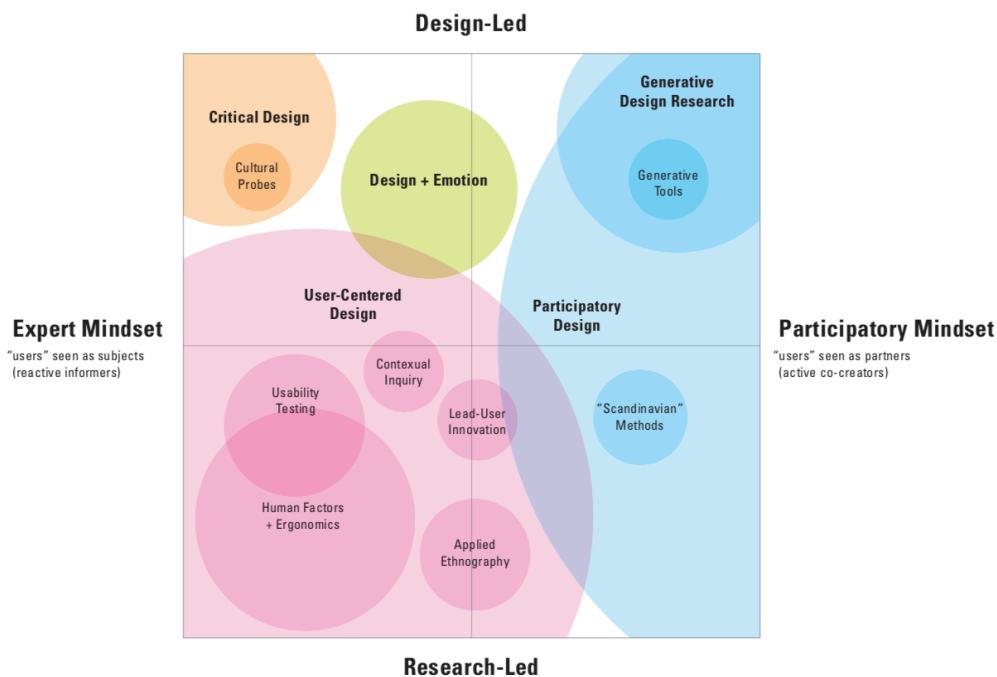 Design-Led
Generative
Design Research
Critical Design
Cultural
Probes
Design + Emotion
Generative
Tools
User-Centered
Design
Participatory
Design
Expert Mindset
"users" seen as subjects
(reactive informers)
Participatory Mindset
"users" seen as partners
(active co-creators)
Contexual
Inquiry
Usability
Testing
Lead-User
Innovation
"Scandinavian"
Methods
Human Factors
+ Ergonomics
Applied
Ethnography
Research-Led